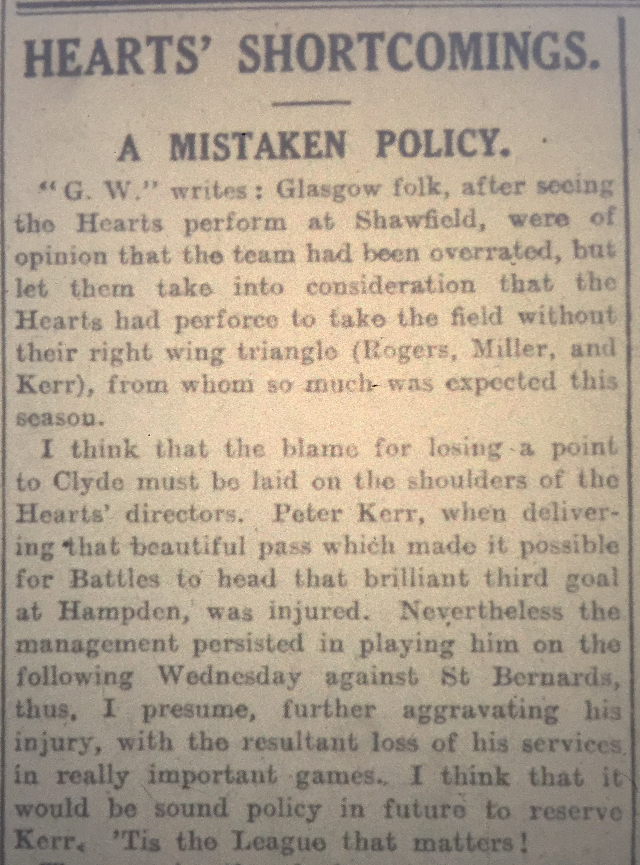 HEARTS' SHORTCOMINGS.
A MISTAKEN POLICY.
"G. W." writes: Glasgow folk, after seeing
the Hearts perform at Shawfield, were of
opinion that the team had been overrated, but
let them take into consideration that the
Hearts had perforce to take the field without
their right wing triangle (Rogers, Miller, and
Kerr), from whom so much was expected this
season.
I think that the blame for losing a point
to Clyde must be laid on the shoulders of the
Hearts' directors. Peter Kerr, when deliver-
ing that beautiful pass which made it possible
for Battles to head that brilliant third goal
at Hampden, was injured. Nevertheless the
management persisted in playing him on the
following Wednesday against St Bernards,
thus, I presume, further aggravating his
injury, with the resultant loss of his services
in really important games. I think that it
would be sound policy in future to reserve
Kerr. 'Tis the League that matters!